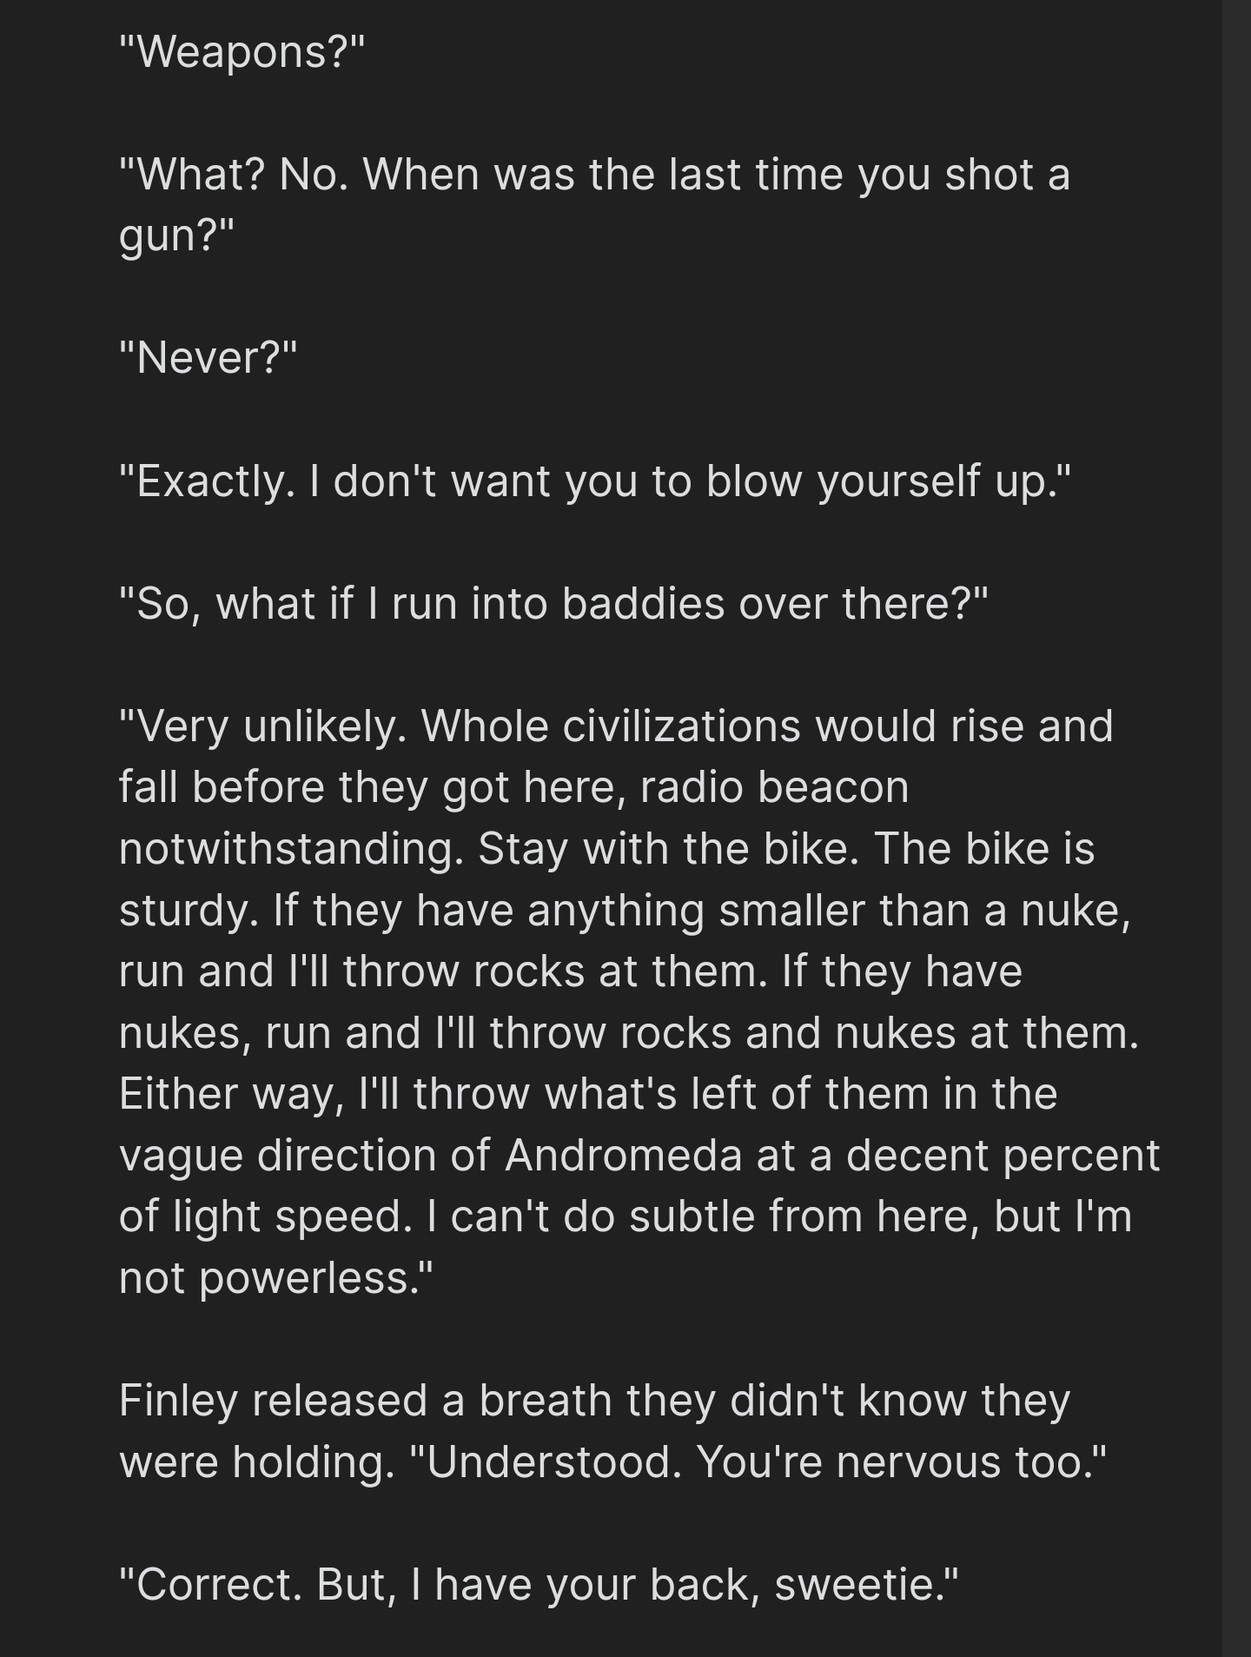 "Weapons?"
"What? No. When was the last time you shot a
gun?"
"Never?"
"Exactly. I don't want you to blow yourself up."
"So, what if I run into baddies over there?"
"Very unlikely. Whole civilizations would rise and
fall before they got here, radio beacon
notwithstanding. Stay with the bike. The bike is
sturdy. If they have anything smaller than a nuke,
run and I'll throw rocks at them. If they have
nukes, run and I'll throw rocks and nukes at them.
Either way, I'll throw what's left of them in the
vague direction of Andromeda at a decent percent
of light speed. I can't do subtle from here, but I'm
not powerless."
Finley released a breath they didn't know they
were holding. "Understood. You're nervous too."
"Correct. But, I have your back, sweetie."